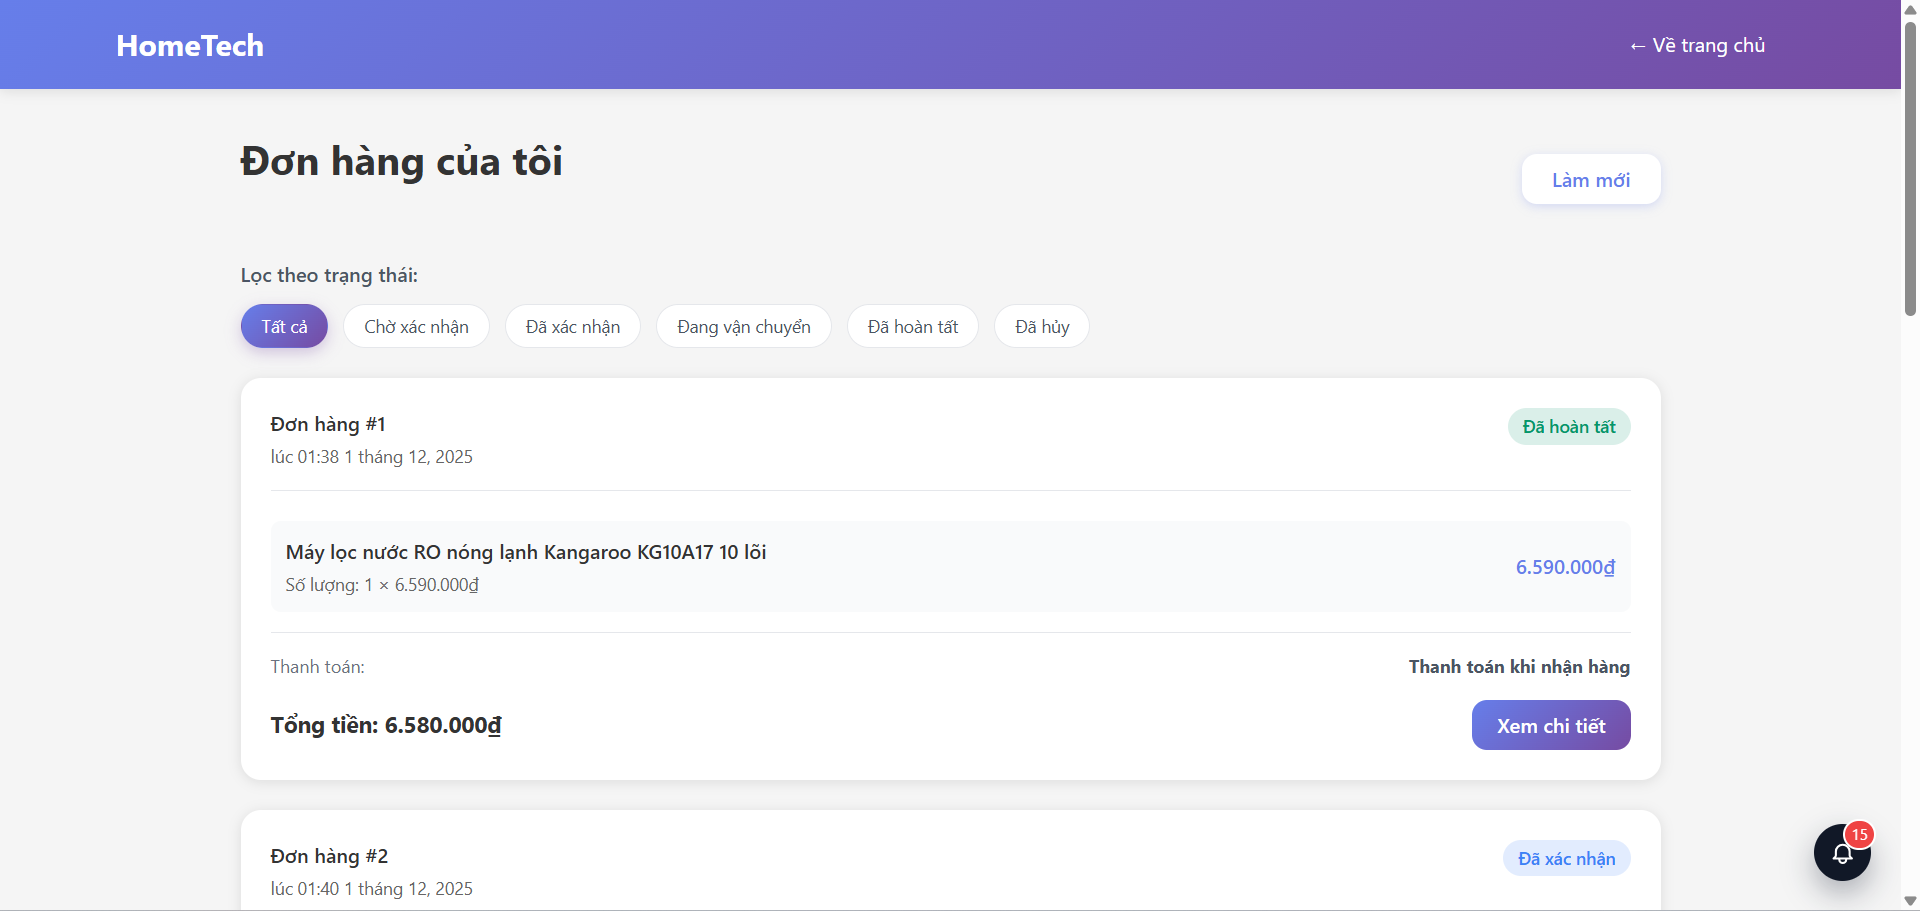 HomeTech
← Về trang chủ
Đơn hàng của tôi
Làm mới
Lọc theo trạng thái:
Tất cả
Chờ xác nhận
Đã xác nhận
Đang vận chuyển
Đã hoàn tất
Đã hủy
Đơn hàng #1
Đã hoàn tất
lúc 01:38 1 tháng 12, 2025
Máy lọc nước RO nóng lạnh Kangaroo KG10A17 10 lõi
Số lượng: 1 × 6.590.000₫
6.590.000₫
Thanh toán:
Thanh toán khi nhận hàng
Tổng tiền: 6.580.000₫
Xem chi tiết
Đơn hàng #2
Đã xác nhận
lúc 01:40 1 tháng 12, 2025
15